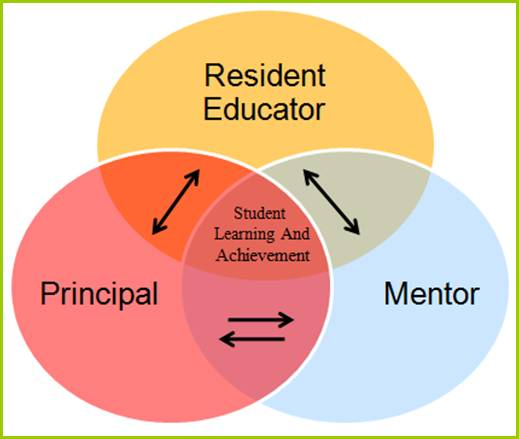 Resident
Educator
Student
Learning And
Achievement
Principal
Mentor